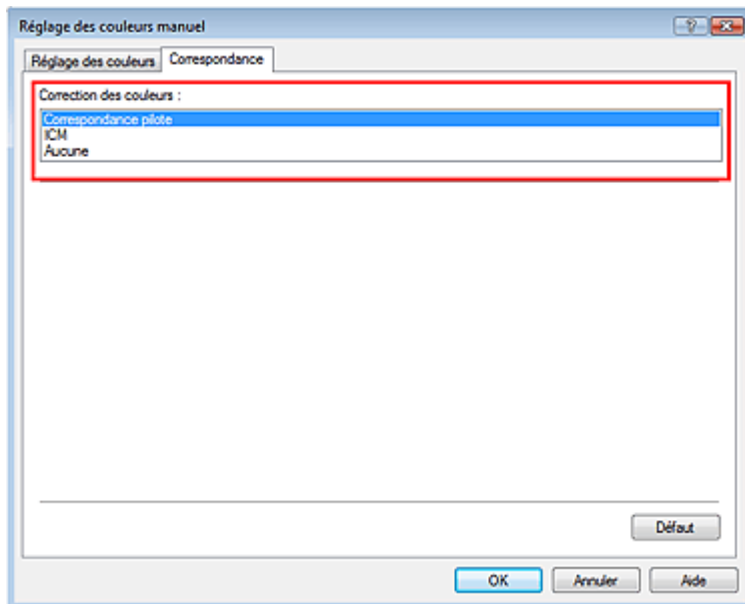 Réglage des couleurs manuel
Réglage des couleurs Correspondance
Correction des couleurs :
Correspondance pilote
ICM
Aucune
Défaut
OK Annuler Aide